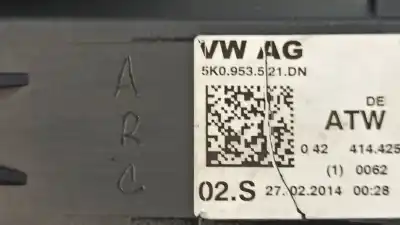 A
R
C
VW AG
5K0.953.521.DN
DE
ATW
0 42 414.425
(1) 0062
02.S 27.02.2014 00:28